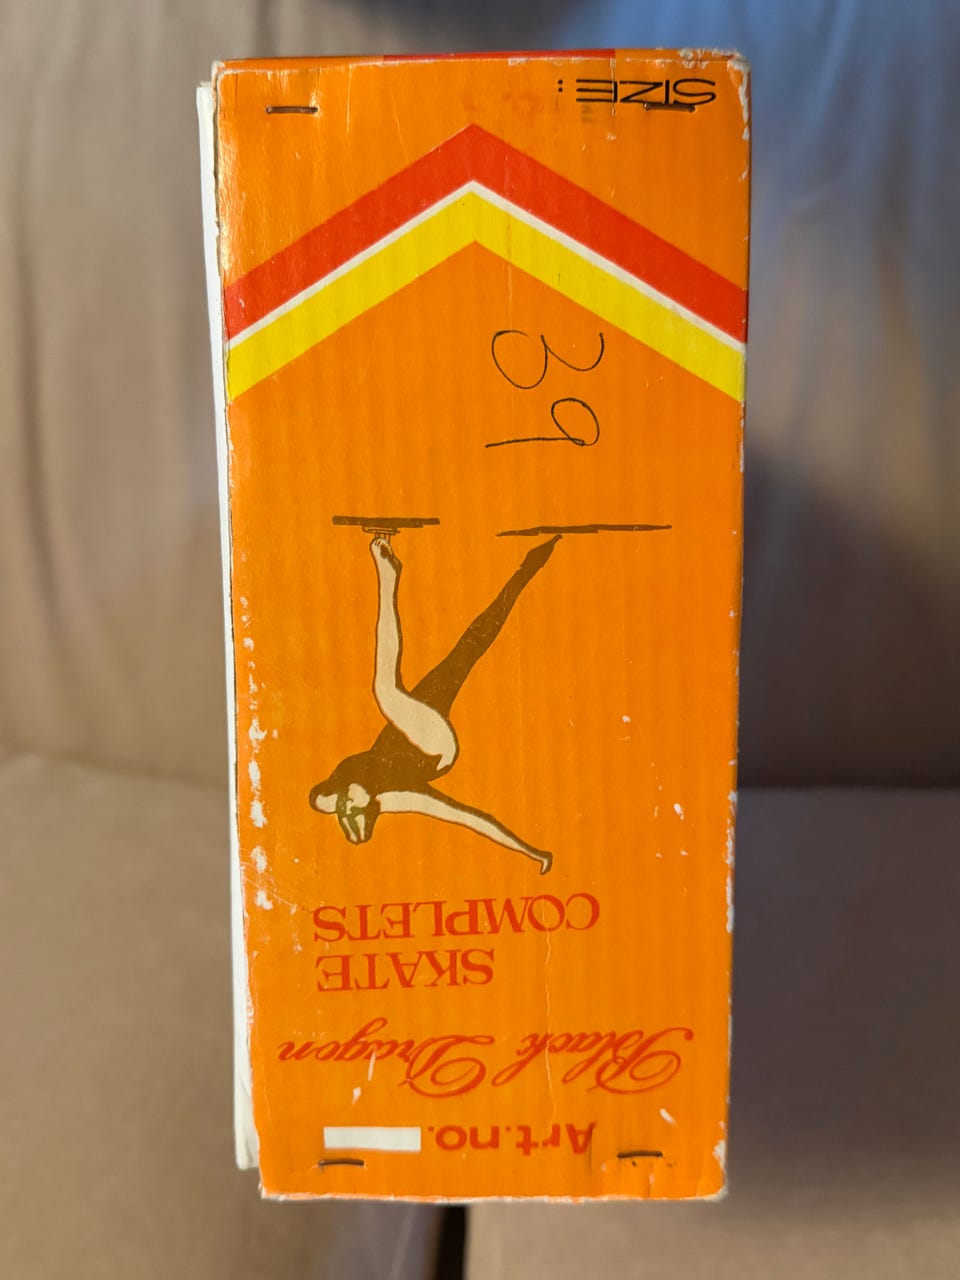 Art.no.
Black Dragon
SKATE
COMPLETS
39
SIZE: